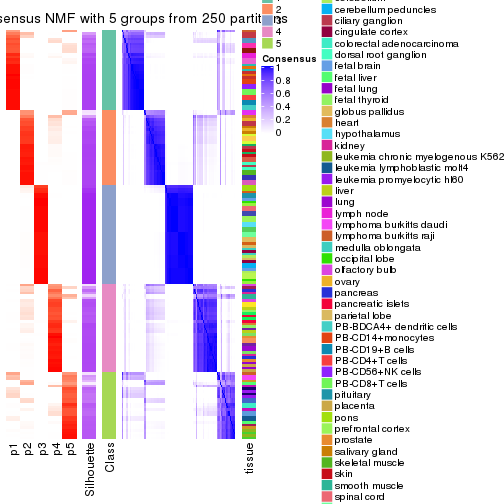 sensus NMF with 5 groups from 250 partitions
2
4
5
Consensus
1
0.8
0.6
0.4
0.2
0
p1
p2
p3
p4
p5
Silhouette
Class
tissue
cerebellum peduncles
ciliary ganglion
cingulate cortex
colorectal adenocarcinoma
dorsal root ganglion
fetal brain
fetal liver
fetal lung
fetal thyroid
globus pallidus
heart
hypothalamus
kidney
leukemia chronic myelogenous K562
leukemia lymphoblastic molt4
leukemia promyelocytic hl60
liver
lung
lymph node
lymphoma burkitts daudi
lymphoma burkitts raji
medulla oblongata
occipital lobe
olfactory bulb
ovary
pancreas
pancreatic islets
parietal lobe
PB-BDCA4+ dendritic cells
PB-CD14+monocytes
PB-CD19+B cells
PB-CD4+T cells
PB-CD56+NK cells
PB-CD8+T cells
pituitary
placenta
pons
prefrontal cortex
prostate
salivary gland
skeletal muscle
skin
smooth muscle
spinal cord